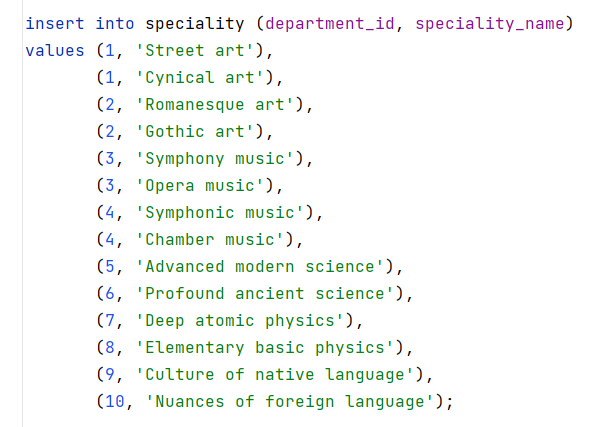 insert into speciality (department_id, speciality_name)
values (1, 'Street art'),
(1, 'Cynical art'),
(2, 'Romanesque art'),
(2, 'Gothic art'),
(3, 'Symphony music'),
(3, 'Opera music'),
(4, 'Symphonic music'),
(4, 'Chamber music'),
(5, 'Advanced modern science'),
(6, 'Profound ancient science'),
(7, 'Deep atomic physics'),
(8, 'Elementary basic physics'),
(9, 'Culture of native language'),
(10, 'Nuances of foreign language');